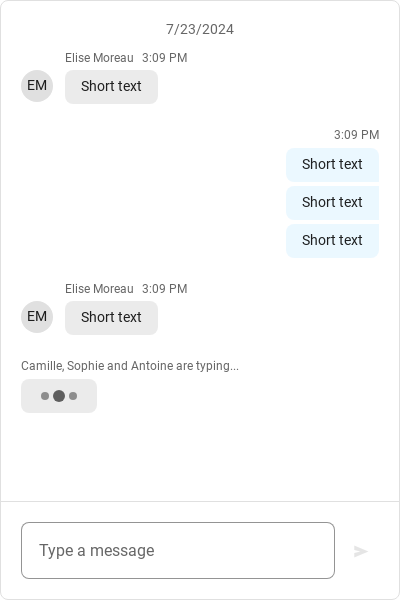 7/23/2024
Elise Moreau 3:09 PM
EM
Short text
3:09 PM
Short text
Short text
Short text
Elise Moreau 3:09 PM
EM
Short text
Camille, Sophie and Antoine are typing...
Type a message